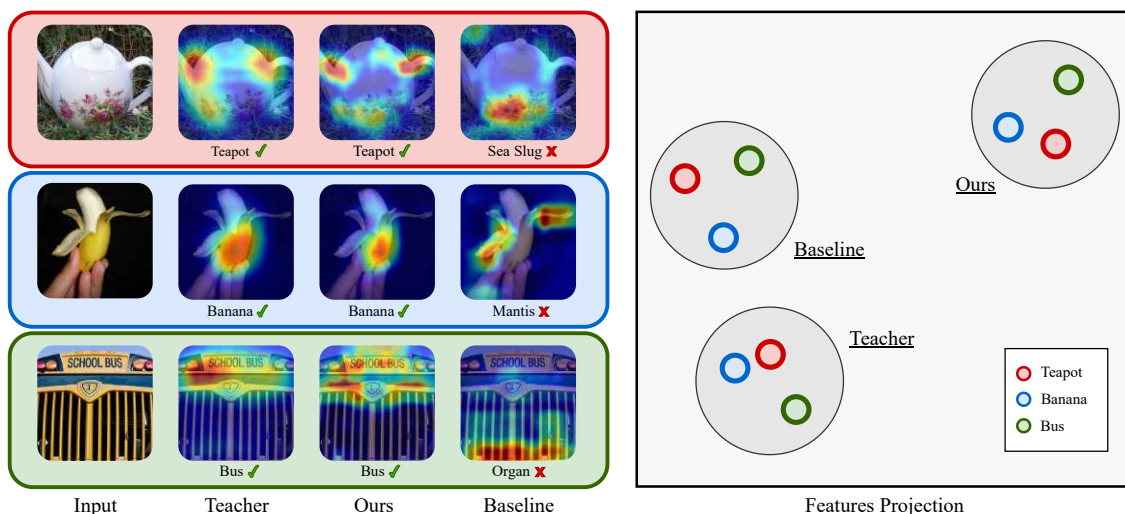 Teapot
Teapot
Sea Slug
Banana
Banana
Mantis
SCHOOL BUS
SCHOOL BUS
SCHOOL BUS
SCHOOL BUS
Bus
Bus
Organ
Input
Teacher
Ours
Baseline
Ours
Baseline
Teacher
Teapot
Banana
Bus
Features Projection